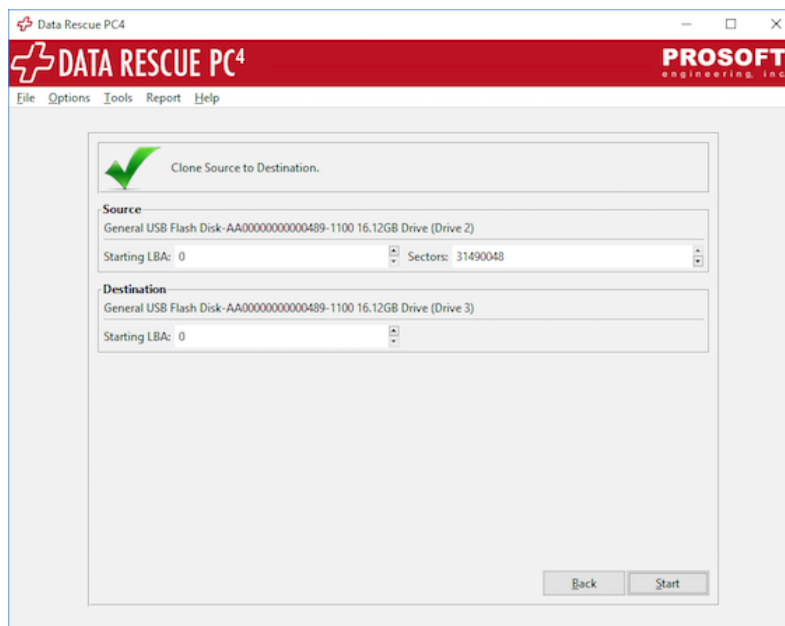 Data Rescue PC4
DATA RESCUE PC4
PROSOFT
engineering, inc
File Options Tools Report Help
Clone Source to Destination.
Source
General USB Flash Disk-AA00000000000489-1100 16.12GB Drive (Drive 2)
Starting LBA: 0 Sectors: 31490048
Destination
General USB Flash Disk-AA00000000000489-1100 16.12GB Drive (Drive 3)
Starting LBA: 0
Back Start